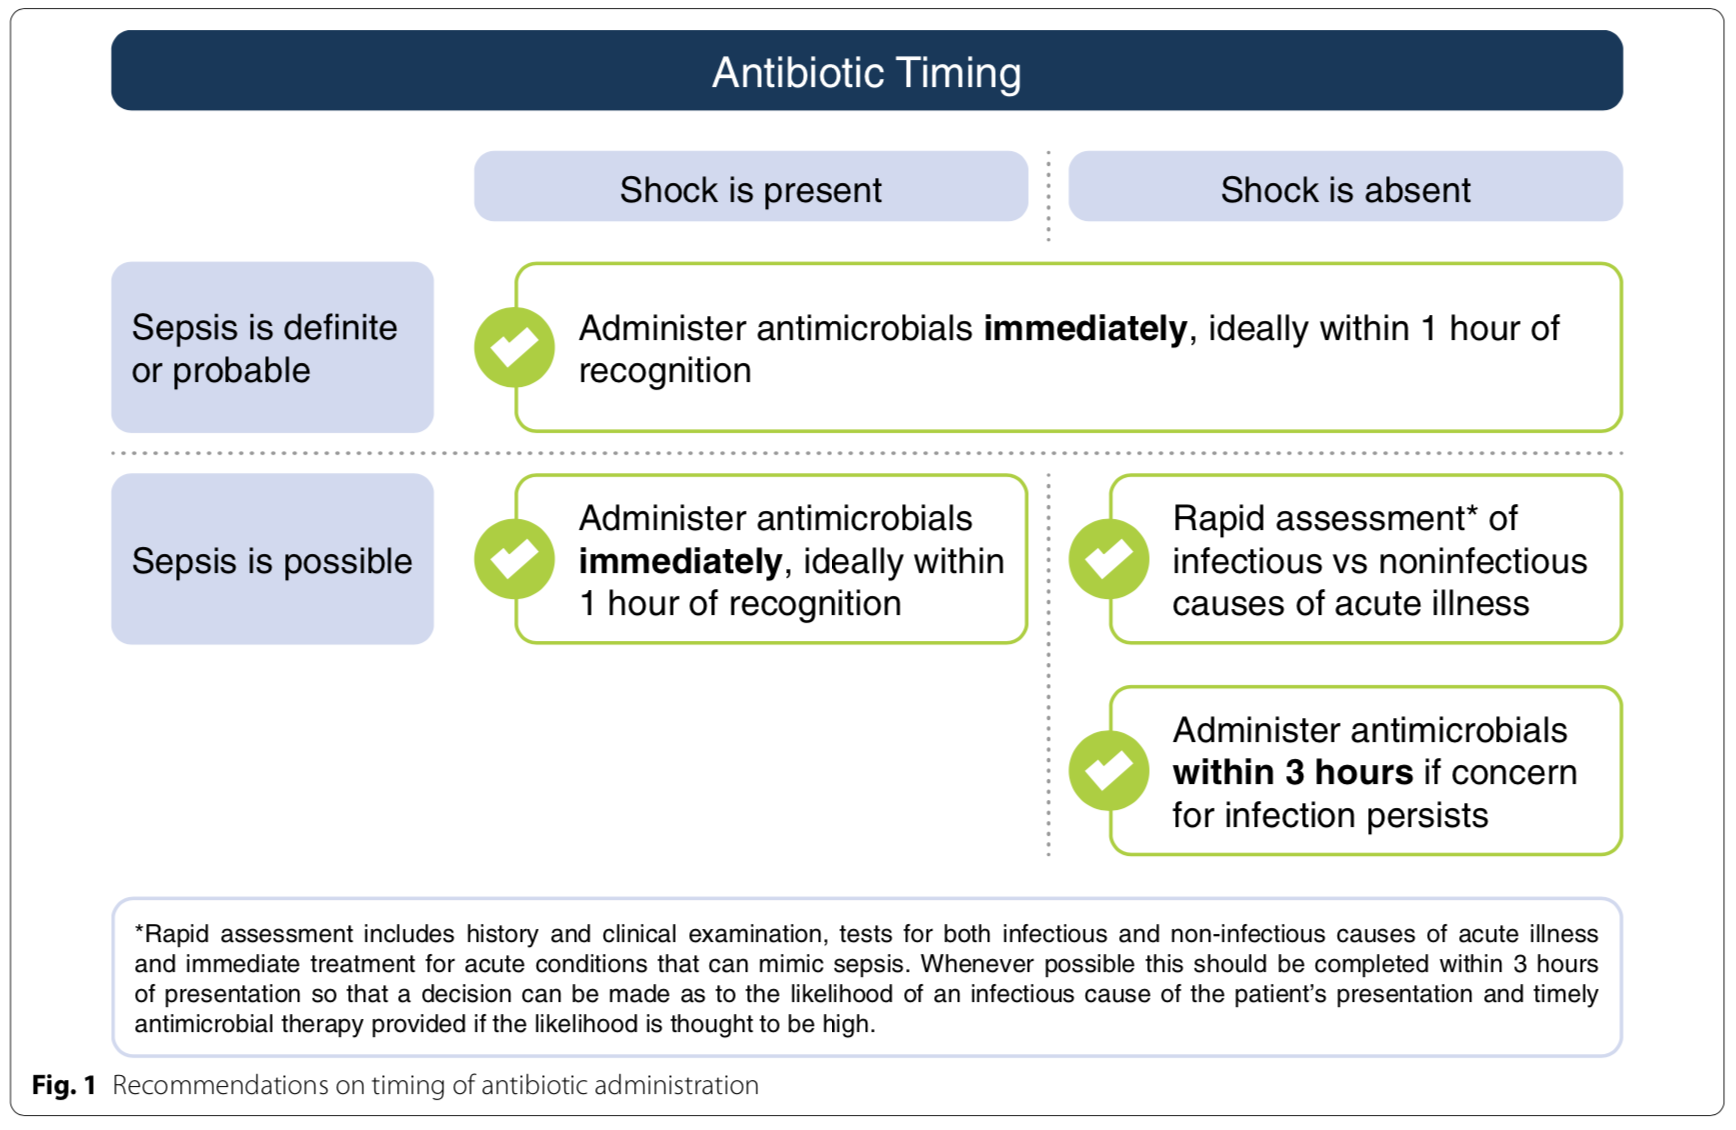 Antibiotic Timing
Shock is present
Shock is absent
Sepsis is definite
or probable
Administer antimicrobials immediately, ideally within 1 hour of
recognition
Sepsis is possible
Administer antimicrobials
immediately, ideally within
1 hour of recognition
Rapid assessment* of
infectious vs noninfectious
causes of acute illness
Administer antimicrobials
within 3 hours if concern
for infection persists
*Rapid assessment includes history and clinical examination, tests for both infectious and non-infectious causes of acute illness
and immediate treatment for acute conditions that can mimic sepsis. Whenever possible this should be completed within 3 hours
of presentation so that a decision can be made as to the likelihood of an infectious cause of the patient’s presentation and timely
antimicrobial therapy provided if the likelihood is thought to be high.
Fig. 1 Recommendations on timing of antibiotic administration